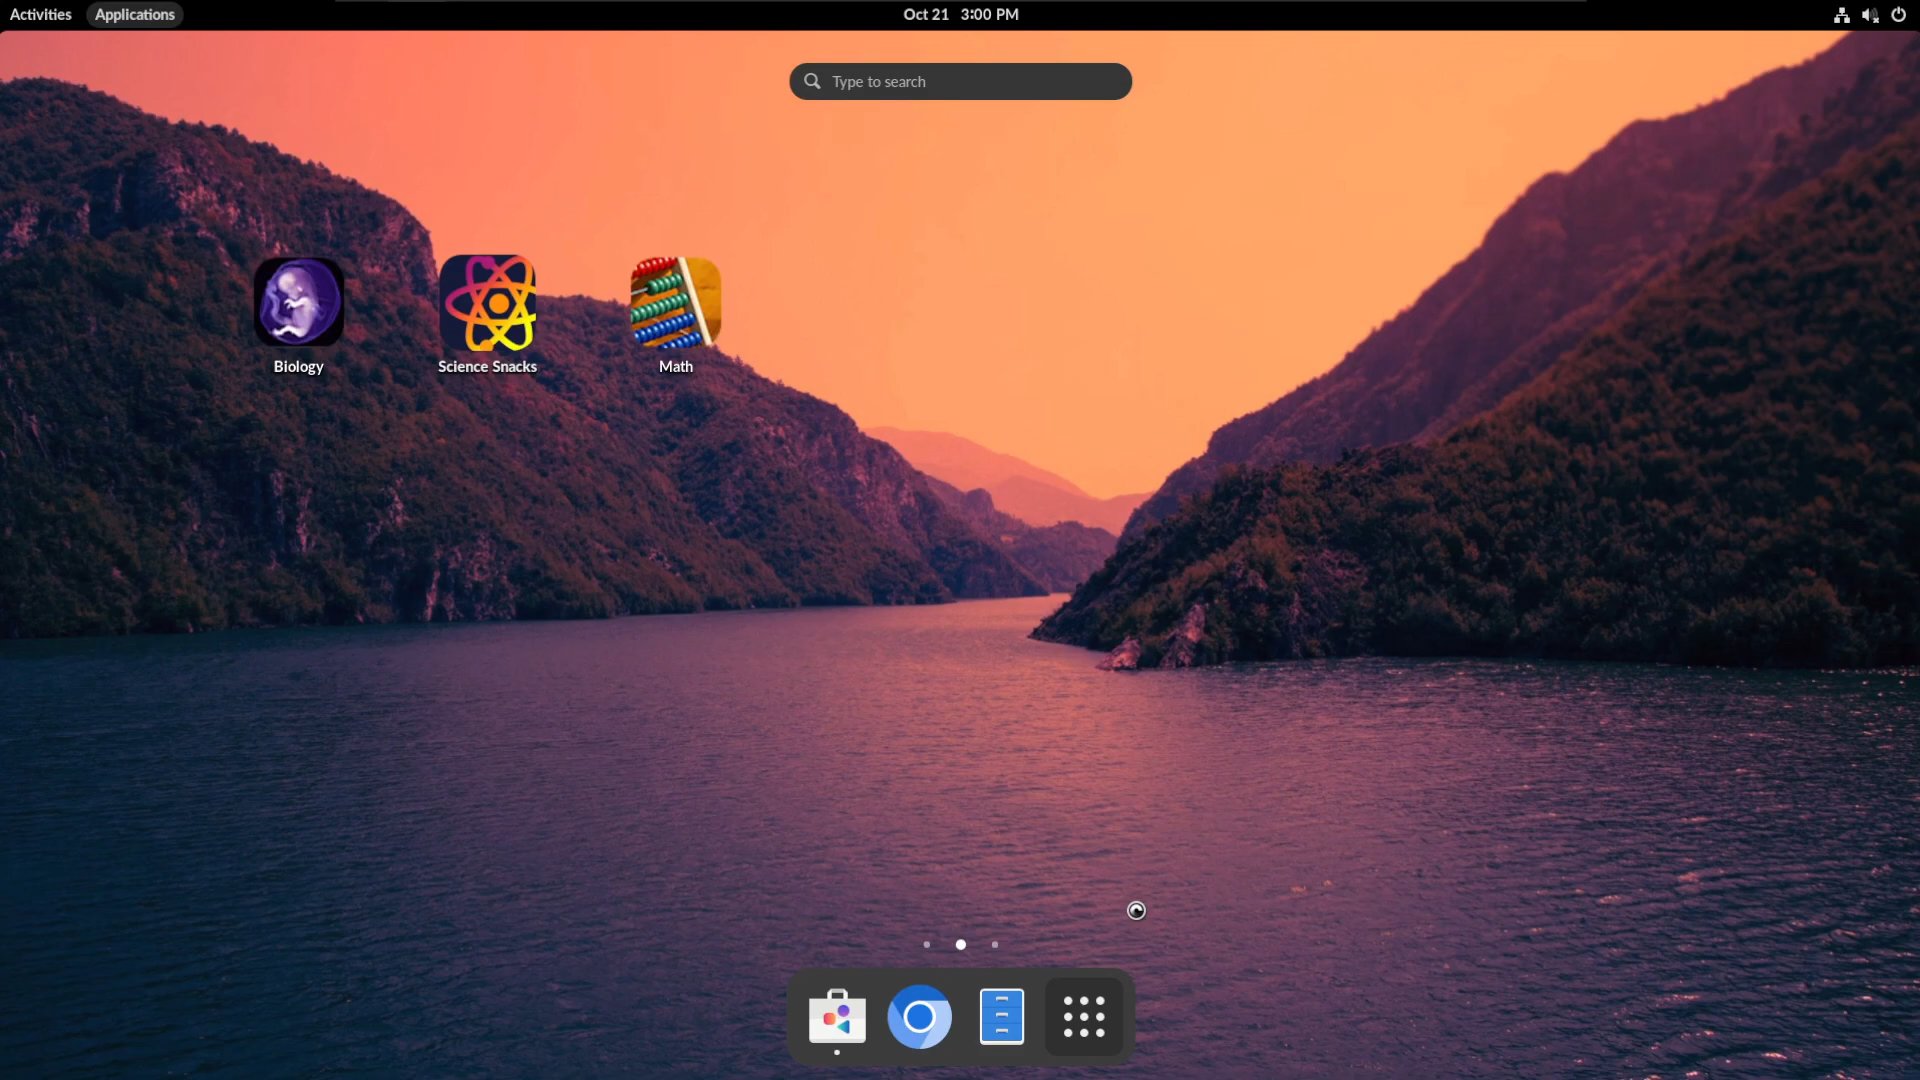 Activities Applications Oct 21 3:00 PM
Type to search
Biology Science Snacks Math